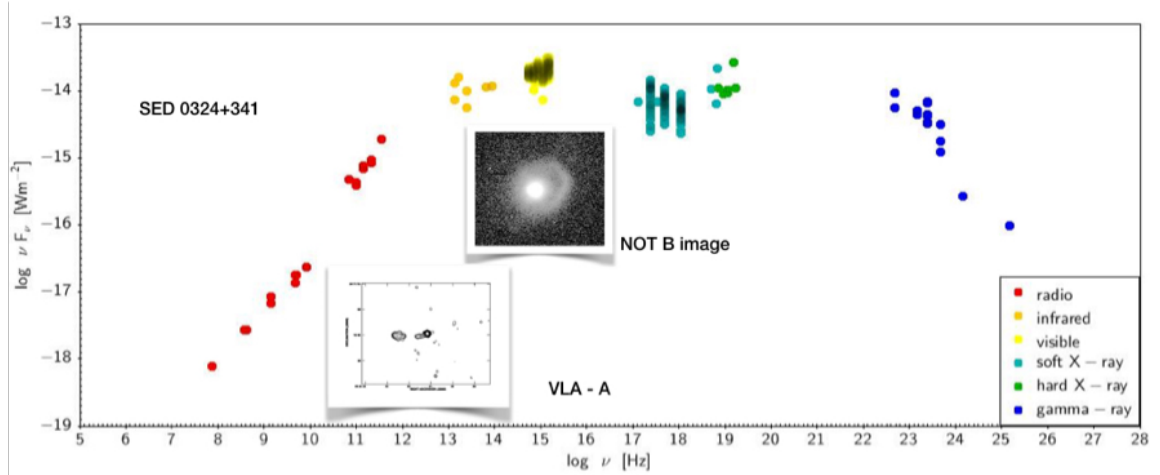 −13
−14
−15
−16
−17
−18
−19
log ν Fν [Wm−2]
SED 0324+341
NOT B image
VLA - A
radio
infrared
visible
soft X − ray
hard X − ray
gamma − ray
5 6 7 8 9 10 11 12 13 14 15 16 17 18 19 20 21 22 23 24 25 26 27 28
log ν [Hz]